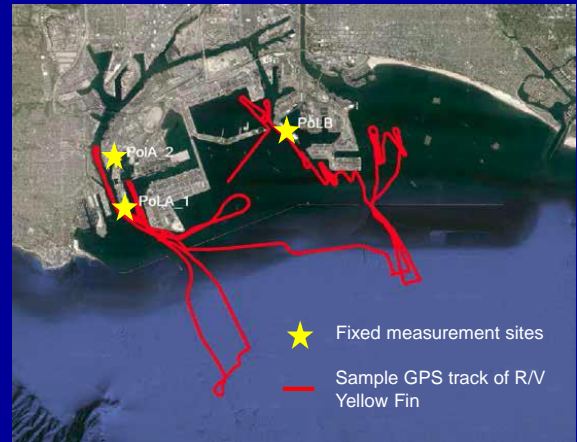 PoLB
PolA_2
PoLA_1
Fixed measurement sites
Sample GPS track of R/V
Yellow Fin